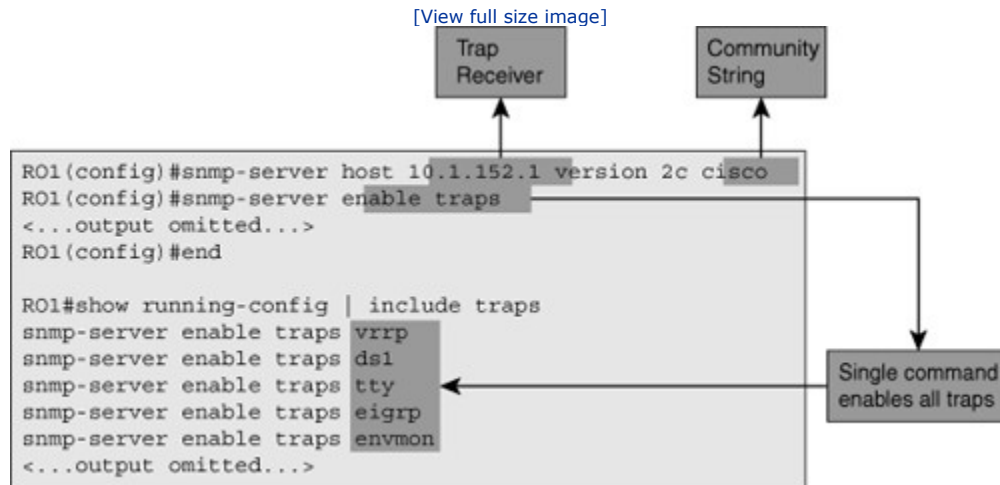 [View full size image]
Trap
Receiver
Community
String
RO1(config)#snmp-server host 10.1.152.1 version 2c cisco
RO1(config)#snmp-server enable traps
<...output omitted...>
RO1(config)#end
RO1#show running-config | include traps
snmp-server enable traps vrrp
snmp-server enable traps ds1
snmp-server enable traps tty
snmp-server enable traps eigrp
snmp-server enable traps envmon
<...output omitted...>
Single command
enables all traps